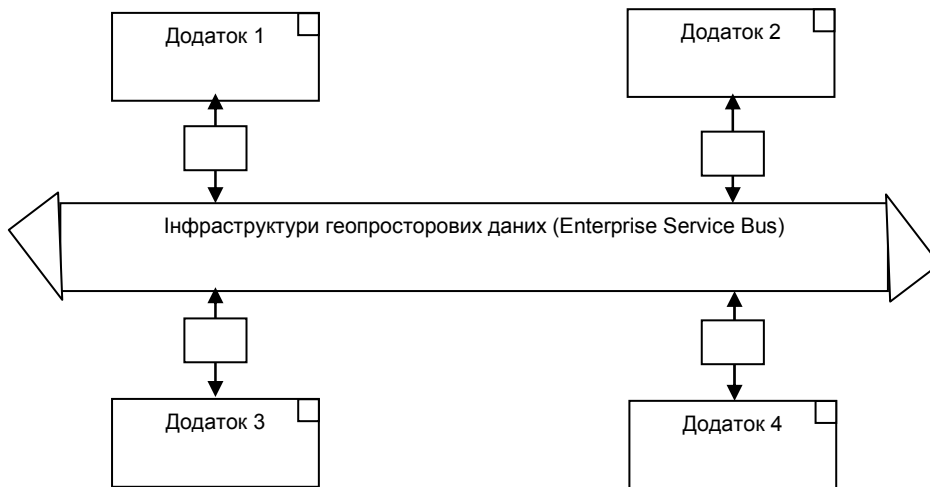 Додаток 1
Додаток 2
Інфраструктури геопросторових даних (Enterprise Service Bus)
Додаток 3
Додаток 4